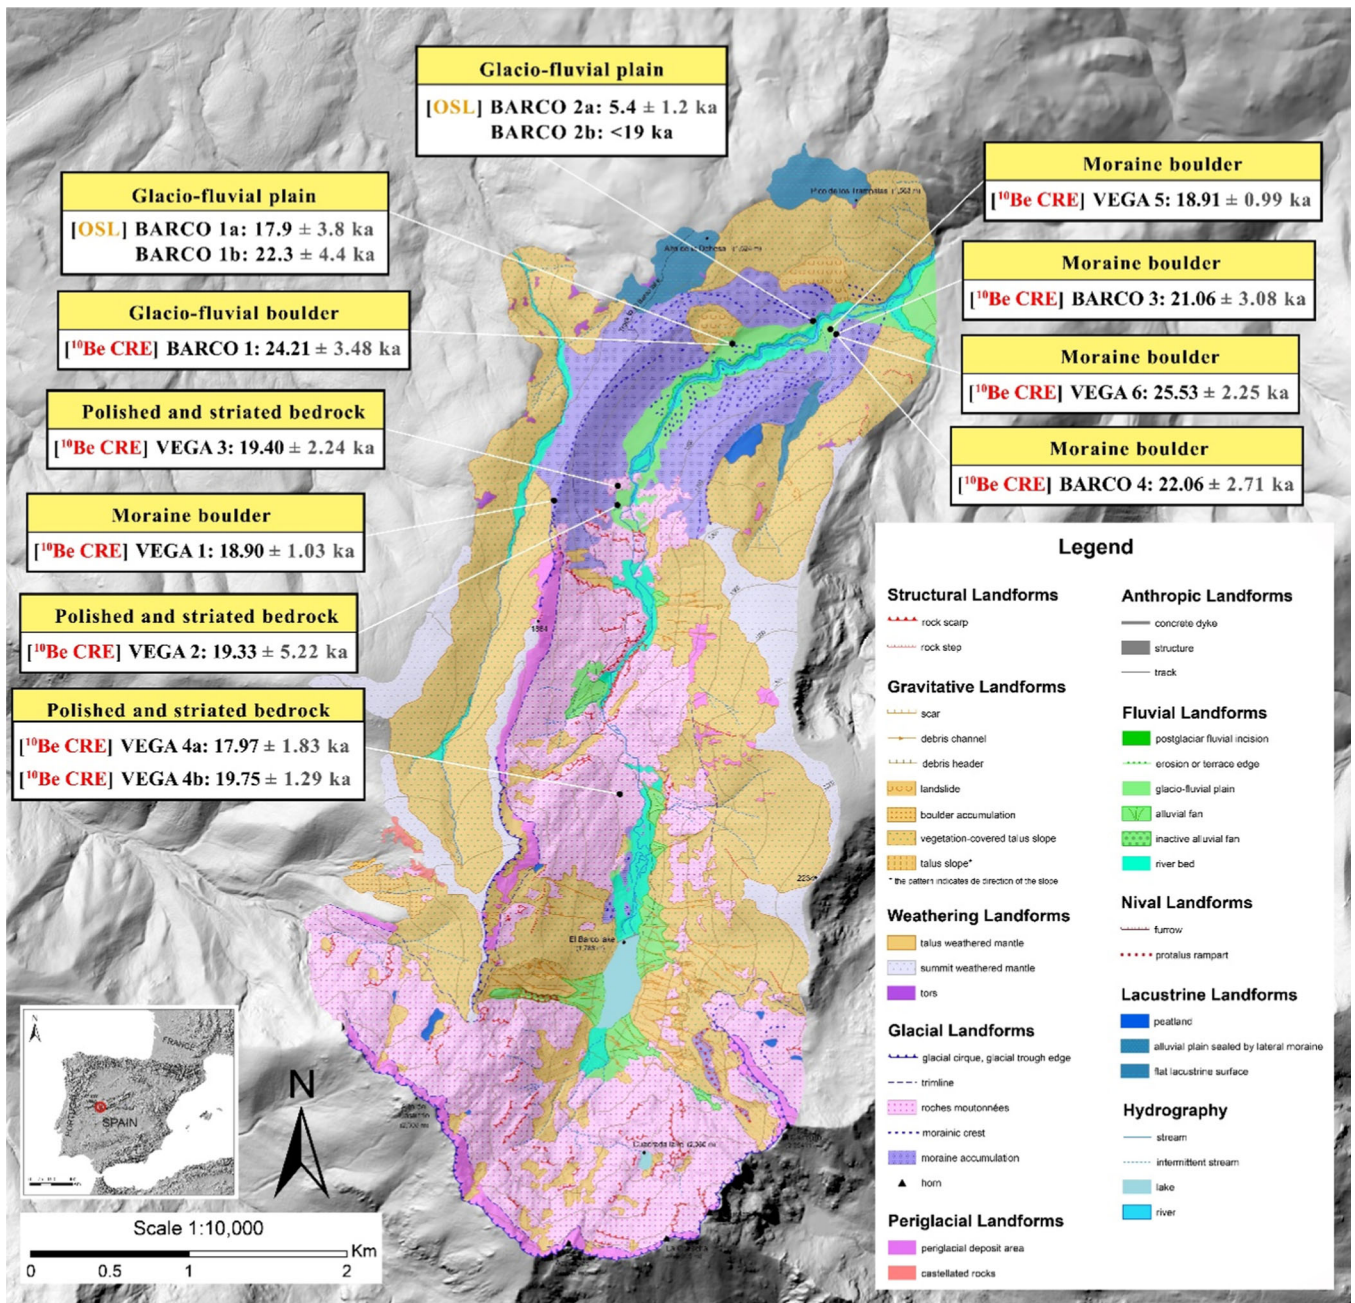 Glacio-fluvial plain
[OSL] BARCO 2a: 5.4 ± 1.2 ka
BARCO 2b: <19 ka
Glacio-fluvial plain
[OSL] BARCO 1a: 17.9 ± 3.8 ka
BARCO 1b: 22.3 ± 4.4 ka
Glacio-fluvial boulder
[¹⁰Be CRE] BARCO 1: 24.21 ± 3.48 ka
Polished and striated bedrock
[¹⁰Be CRE] VEGA 3: 19.40 ± 2.24 ka
Moraine boulder
[¹⁰Be CRE] VEGA 1: 18.90 ± 1.03 ka
Polished and striated bedrock
[¹⁰Be CRE] VEGA 2: 19.33 ± 5.22 ka
Polished and striated bedrock
[¹⁰Be CRE] VEGA 4a: 17.97 ± 1.83 ka
[¹⁰Be CRE] VEGA 4b: 19.75 ± 1.29 ka
Moraine boulder
[¹⁰Be CRE] VEGA 5: 18.91 ± 0.99 ka
Moraine boulder
[¹⁰Be CRE] BARCO 3: 21.06 ± 3.08 ka
Moraine boulder
[¹⁰Be CRE] VEGA 6: 25.53 ± 2.25 ka
Moraine boulder
[¹⁰Be CRE] BARCO 4: 22.06 ± 2.71 ka
El Barco lake
Legend
Structural Landforms
rock scarp
rock step
Gravitative Landforms
scar
debris channel
debris header
landslide
boulder accumulation
vegetation-covered talus slope
talus slope*
* the pattern indicates de direction of the slope
Weathering Landforms
talus weathered mantle
summit weathered mantle
tors
Glacial Landforms
glacial cirque, glacial trough edge
trimline
roches moutonnées
morainic crest
moraine accumulation
horn
Periglacial Landforms
periglacial deposit area
castellated rocks
Anthropic Landforms
concrete dyke
structure
track
Fluvial Landforms
postglaciar fluvial incision
erosion or terrace edge
glacio-fluvial plain
alluvial fan
inactive alluvial fan
river bed
Nival Landforms
furrow
protalus rampart
Lacustrine Landforms
peatland
alluvial plain sealed by lateral moraine
flat lacustrine surface
Hydrography
stream
intermittent stream
lake
river
N
FRANCE
PORTUGAL
SPAIN
N
Scale 1:10,000
Km
0 0.5 1 2